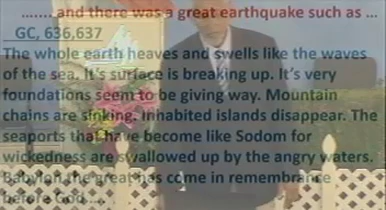 ....... and there was a great earthquake such as ...
GC, 636,637
The whole earth heaves and swells like the waves
of the sea. It's surface is breaking up. It's very
foundations seem to be giving way. Mountain
chains are sinking. Inhabited islands disappear. The
seaports that have become like Sodom for
wickedness are swallowed up by the angry waters.
Babylon the great has come in remembrance
before God....